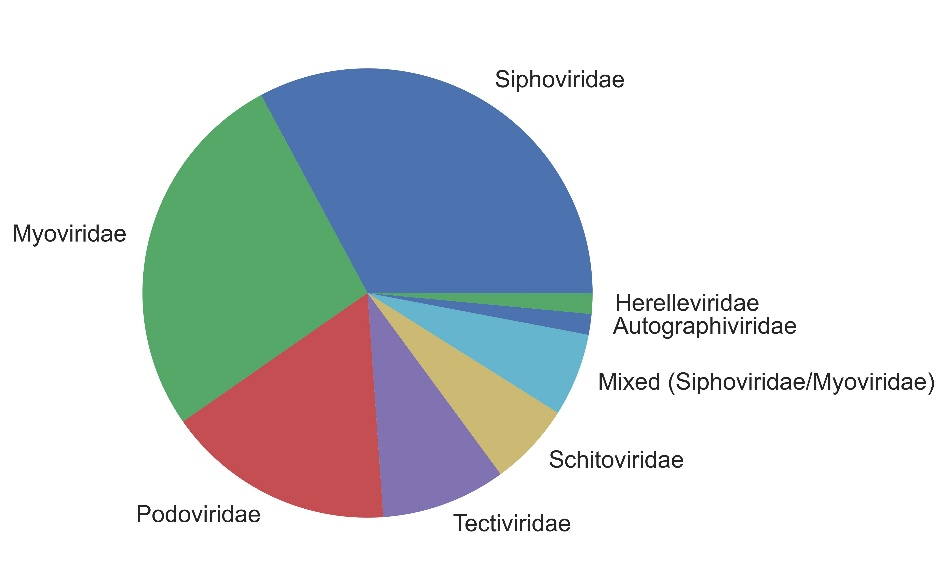 Siphoviridae
Myoviridae
Herelleviridae
Autographiviridae
Mixed (Siphoviridae/Myoviridae)
Schitoviridae
Podoviridae
Tectiviridae